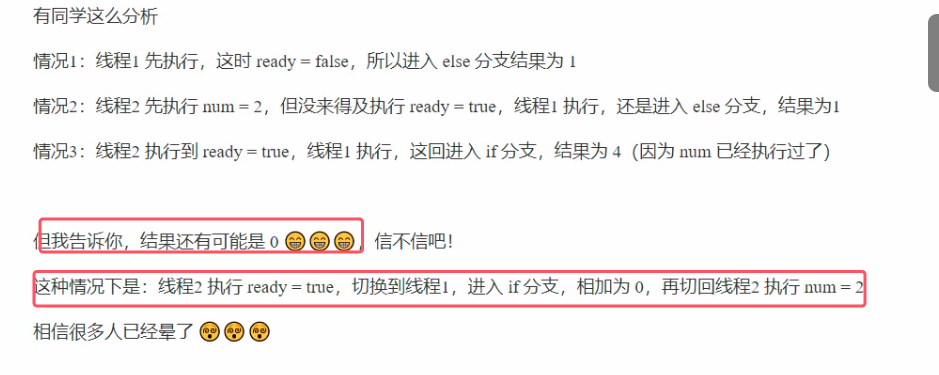 有同学这么分析
情况1：线程1 先执行，这时 ready = false，所以进入 else 分支结果为 1
情况2：线程2 先执行 num = 2，但没来得及执行 ready = true，线程1 执行，还是进入 else 分支，结果为1
情况3：线程2 执行到 ready = true，线程1 执行，这回进入 if 分支，结果为 4（因为 num 已经执行过了）
但我告诉你，结果还有可能是 0 😁😁😁，信不信吧！
这种情况下是：线程2 执行 ready = true，切换到线程1，进入 if 分支，相加为 0，再切回线程2 执行 num = 2
相信很多人已经晕了 😵😵😵